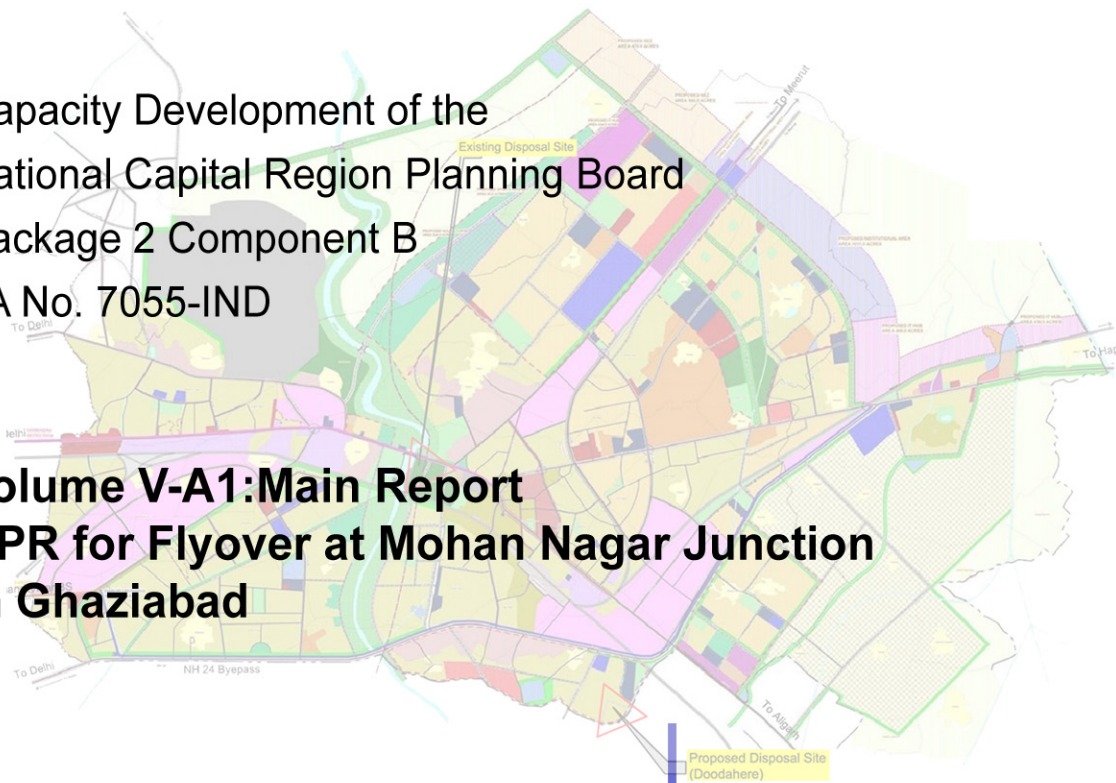 apacity Development of the
ational Capital Region Planning Board
ackage 2 Component B
A No. 7055-IND
olume V-A1:Main Report
PR for Flyover at Mohan Nagar Junction
Ghaziabad
Existing Disposal Site
To Meerut
To Delhi
To Hap
elhi
To Delhi
NH 24 Byepass
To Aligarh
Proposed Disposal Site
(Doodahere)